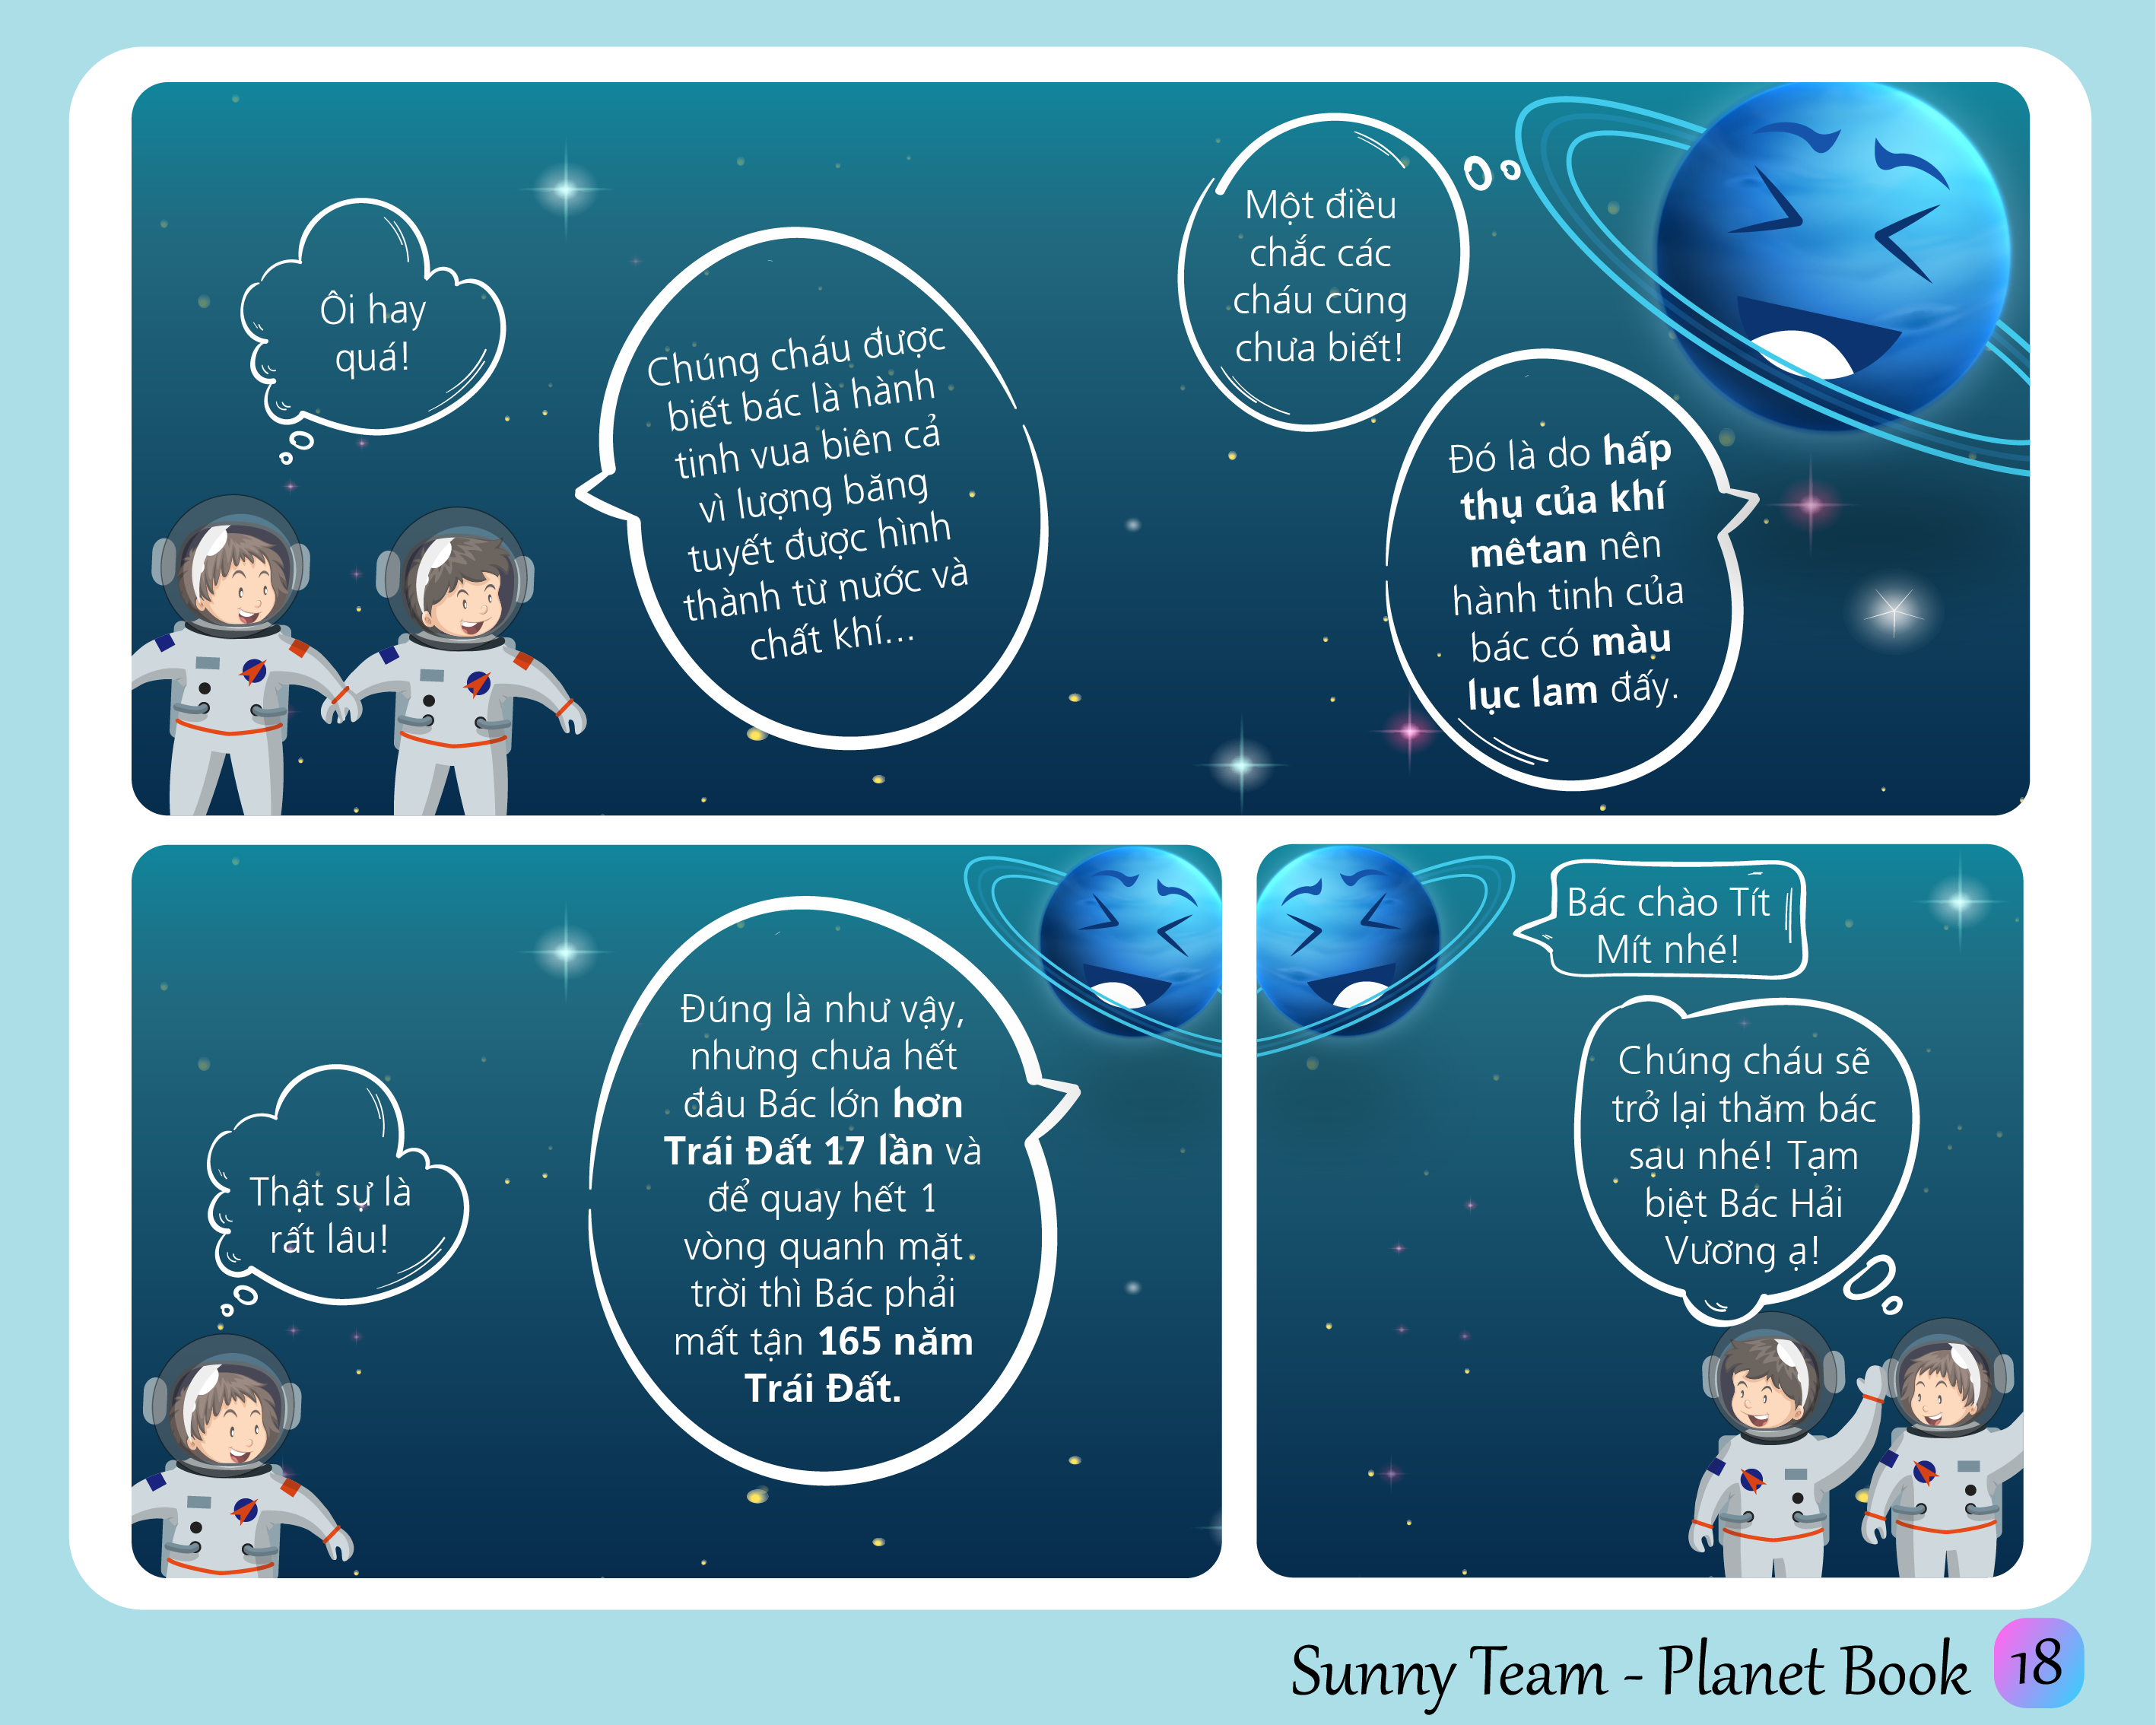 Ôi hay
quá!
Chúng cháu được
biết bác là hành
tinh vua biên cả
vì lượng băng
tuyết được hình
thành từ nước và
chất khí...
Một điều
chắc các
cháu cũng
chưa biết!
Đó là do hấp
thụ của khí
mêtan nên
hành tinh của
bác có màu
lục lam đấy.
Thật sự là
rất lâu!
Đúng là như vậy,
nhưng chưa hết
đâu Bác lớn hơn
Trái Đất 17 lần và
để quay hết 1
vòng quanh mặt
trời thì Bác phải
mất tận 165 năm
Trái Đất.
Bác chào Tít
Mít nhé!
Chúng cháu sẽ
trở lại thăm bác
sau nhé! Tạm
biệt Bác Hải
Vương ạ!
Sunny Team - Planet Book 18